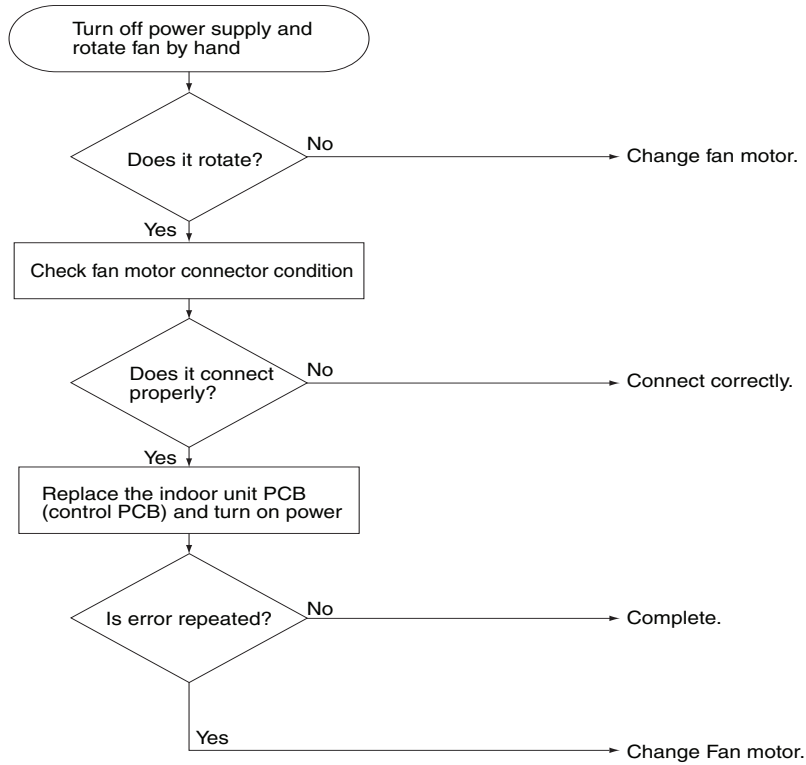 Turn off power supply and
rotate fan by hand
Does it rotate?
No
Change fan motor.
Yes
Check fan motor connector condition
Does it connect
properly?
No
Connect correctly.
Yes
Replace the indoor unit PCB
(control PCB) and turn on power
Is error repeated?
No
Complete.
Yes
Change Fan motor.